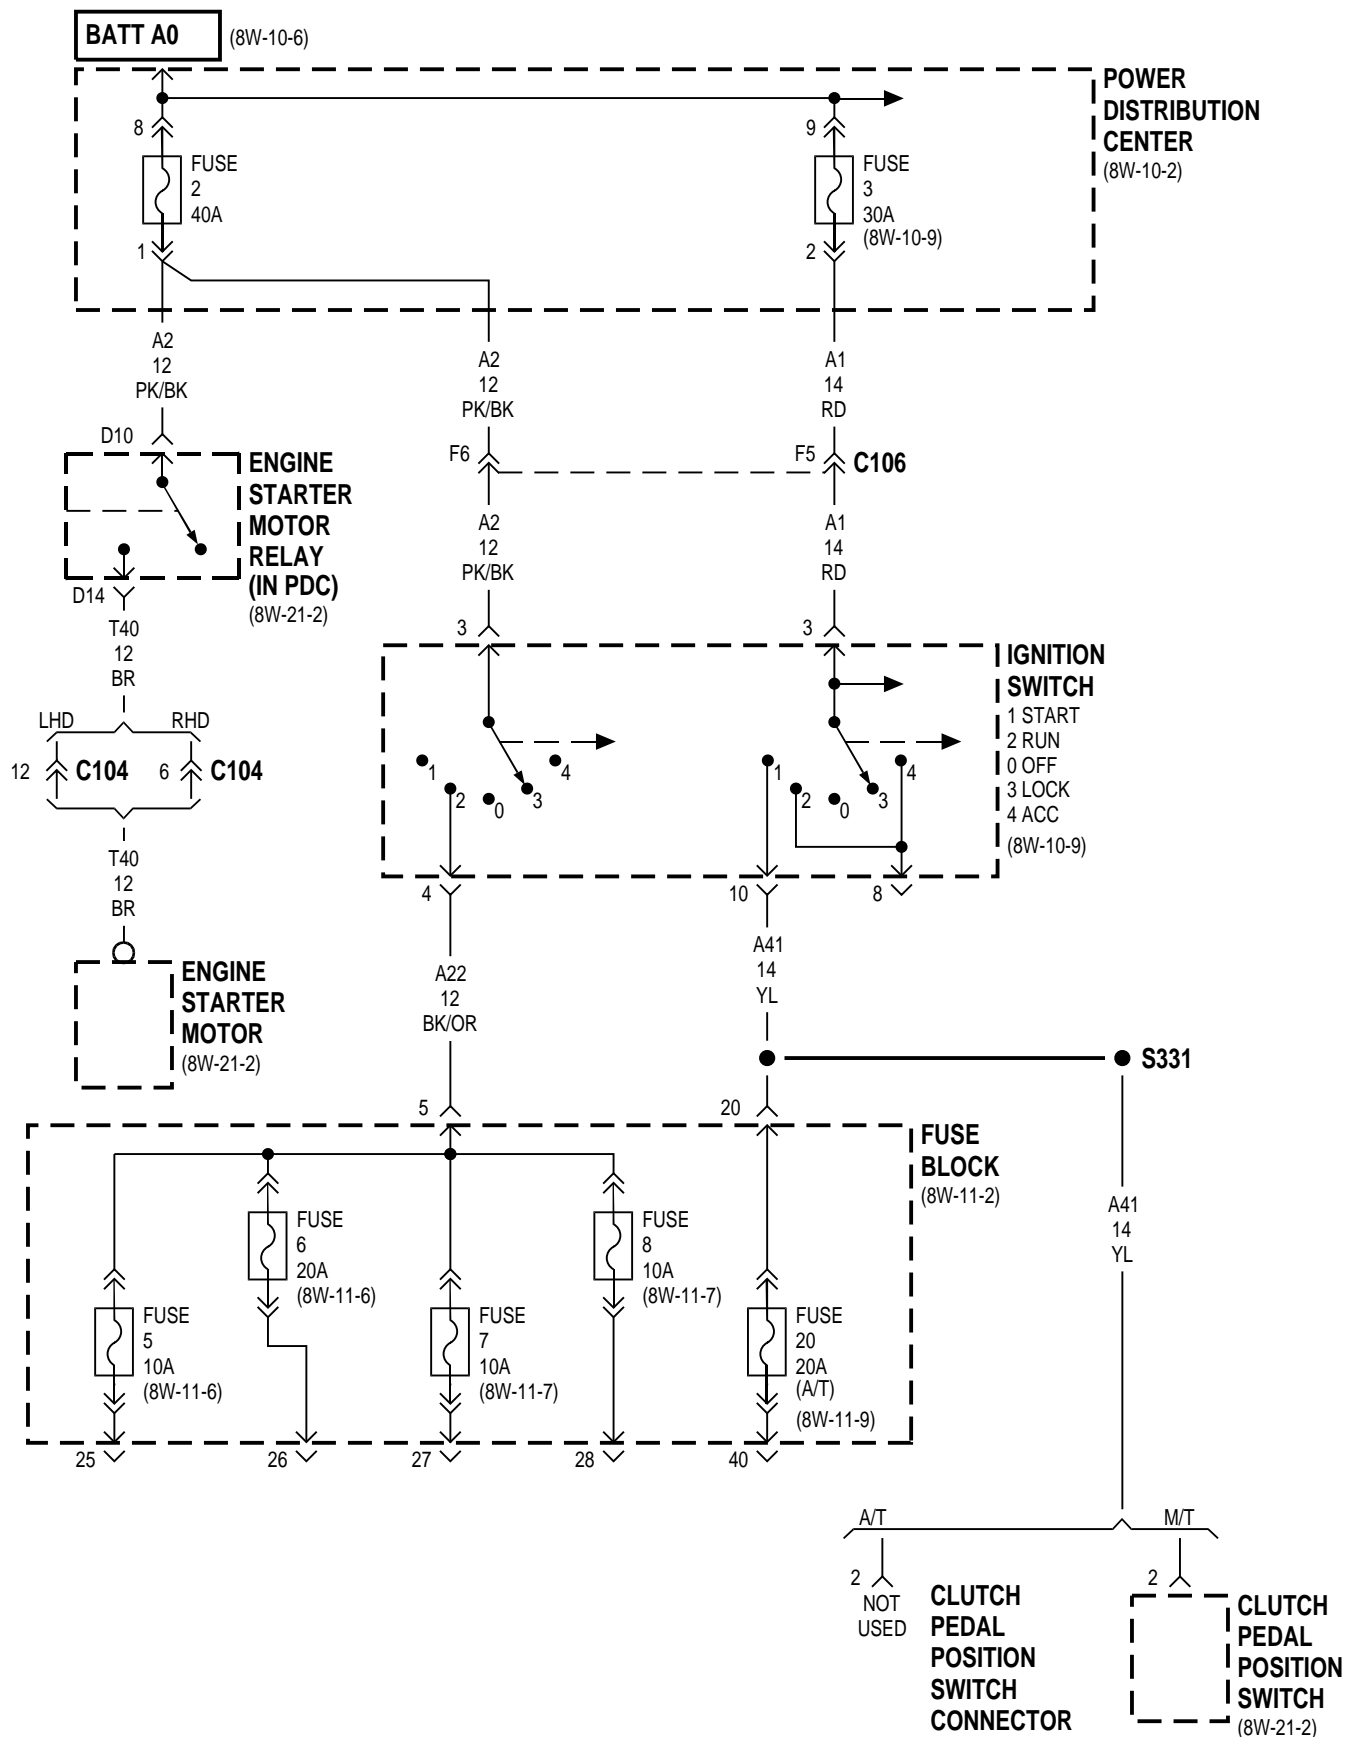 BATT A0
(8W-10-6)
POWER
DISTRIBUTION
CENTER
(8W-10-2)
8
FUSE
2
40A
1
9
FUSE
3
30A
(8W-10-9)
2
A2
12
PK/BK
A2
12
PK/BK
A1
14
RD
D10
ENGINE
STARTER
MOTOR
RELAY
(IN PDC)
(8W-21-2)
D14
F6
F5
C106
A2
12
PK/BK
A1
14
RD
T40
12
BR
LHD
RHD
12
C104
6
C104
T40
12
BR
ENGINE
STARTER
MOTOR
(8W-21-2)
3
3
IGNITION
SWITCH
1 START
2 RUN
0 OFF
3 LOCK
4 ACC
(8W-10-9)
1
2
0
3
4
1
2
0
3
4
4
10
8
A22
12
BK/OR
A41
14
YL
S331
5
20
FUSE
BLOCK
(8W-11-2)
A41
14
YL
FUSE
6
20A
(8W-11-6)
FUSE
8
10A
(8W-11-7)
FUSE
5
10A
(8W-11-6)
FUSE
7
10A
(8W-11-7)
FUSE
20
20A
(A/T)
(8W-11-9)
25
26
27
28
40
A/T
M/T
2
NOT
USED
CLUTCH
PEDAL
POSITION
SWITCH
CONNECTOR
2
CLUTCH
PEDAL
POSITION
SWITCH
(8W-21-2)